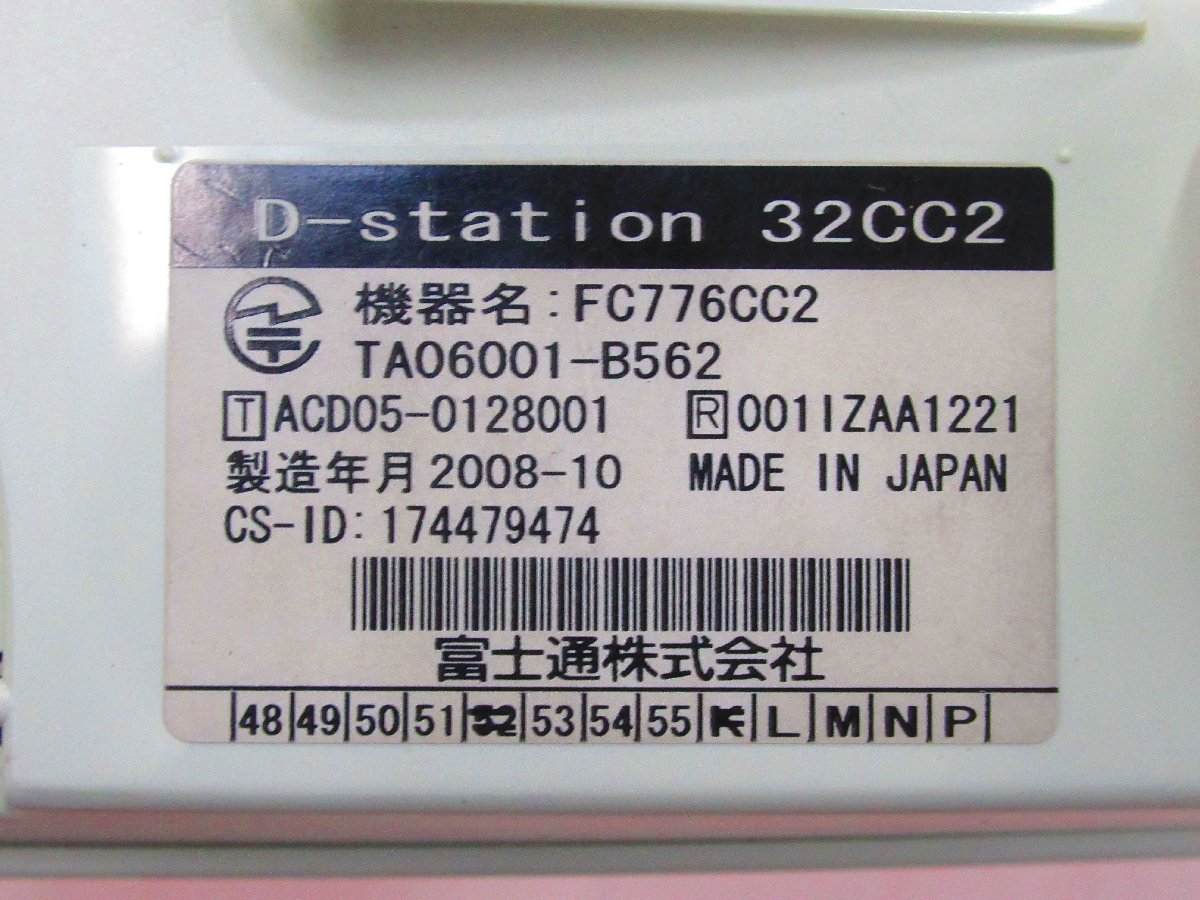 D-station 32CC2
機器名:FC776CC2
TA06001-B562
T ACD05-0128001 R 001IZAA1221
製造年月2008-10 MADE IN JAPAN
CS-ID:174479474
富士通株式会社
48 49 50 51 52 53 54 55 K L M N P